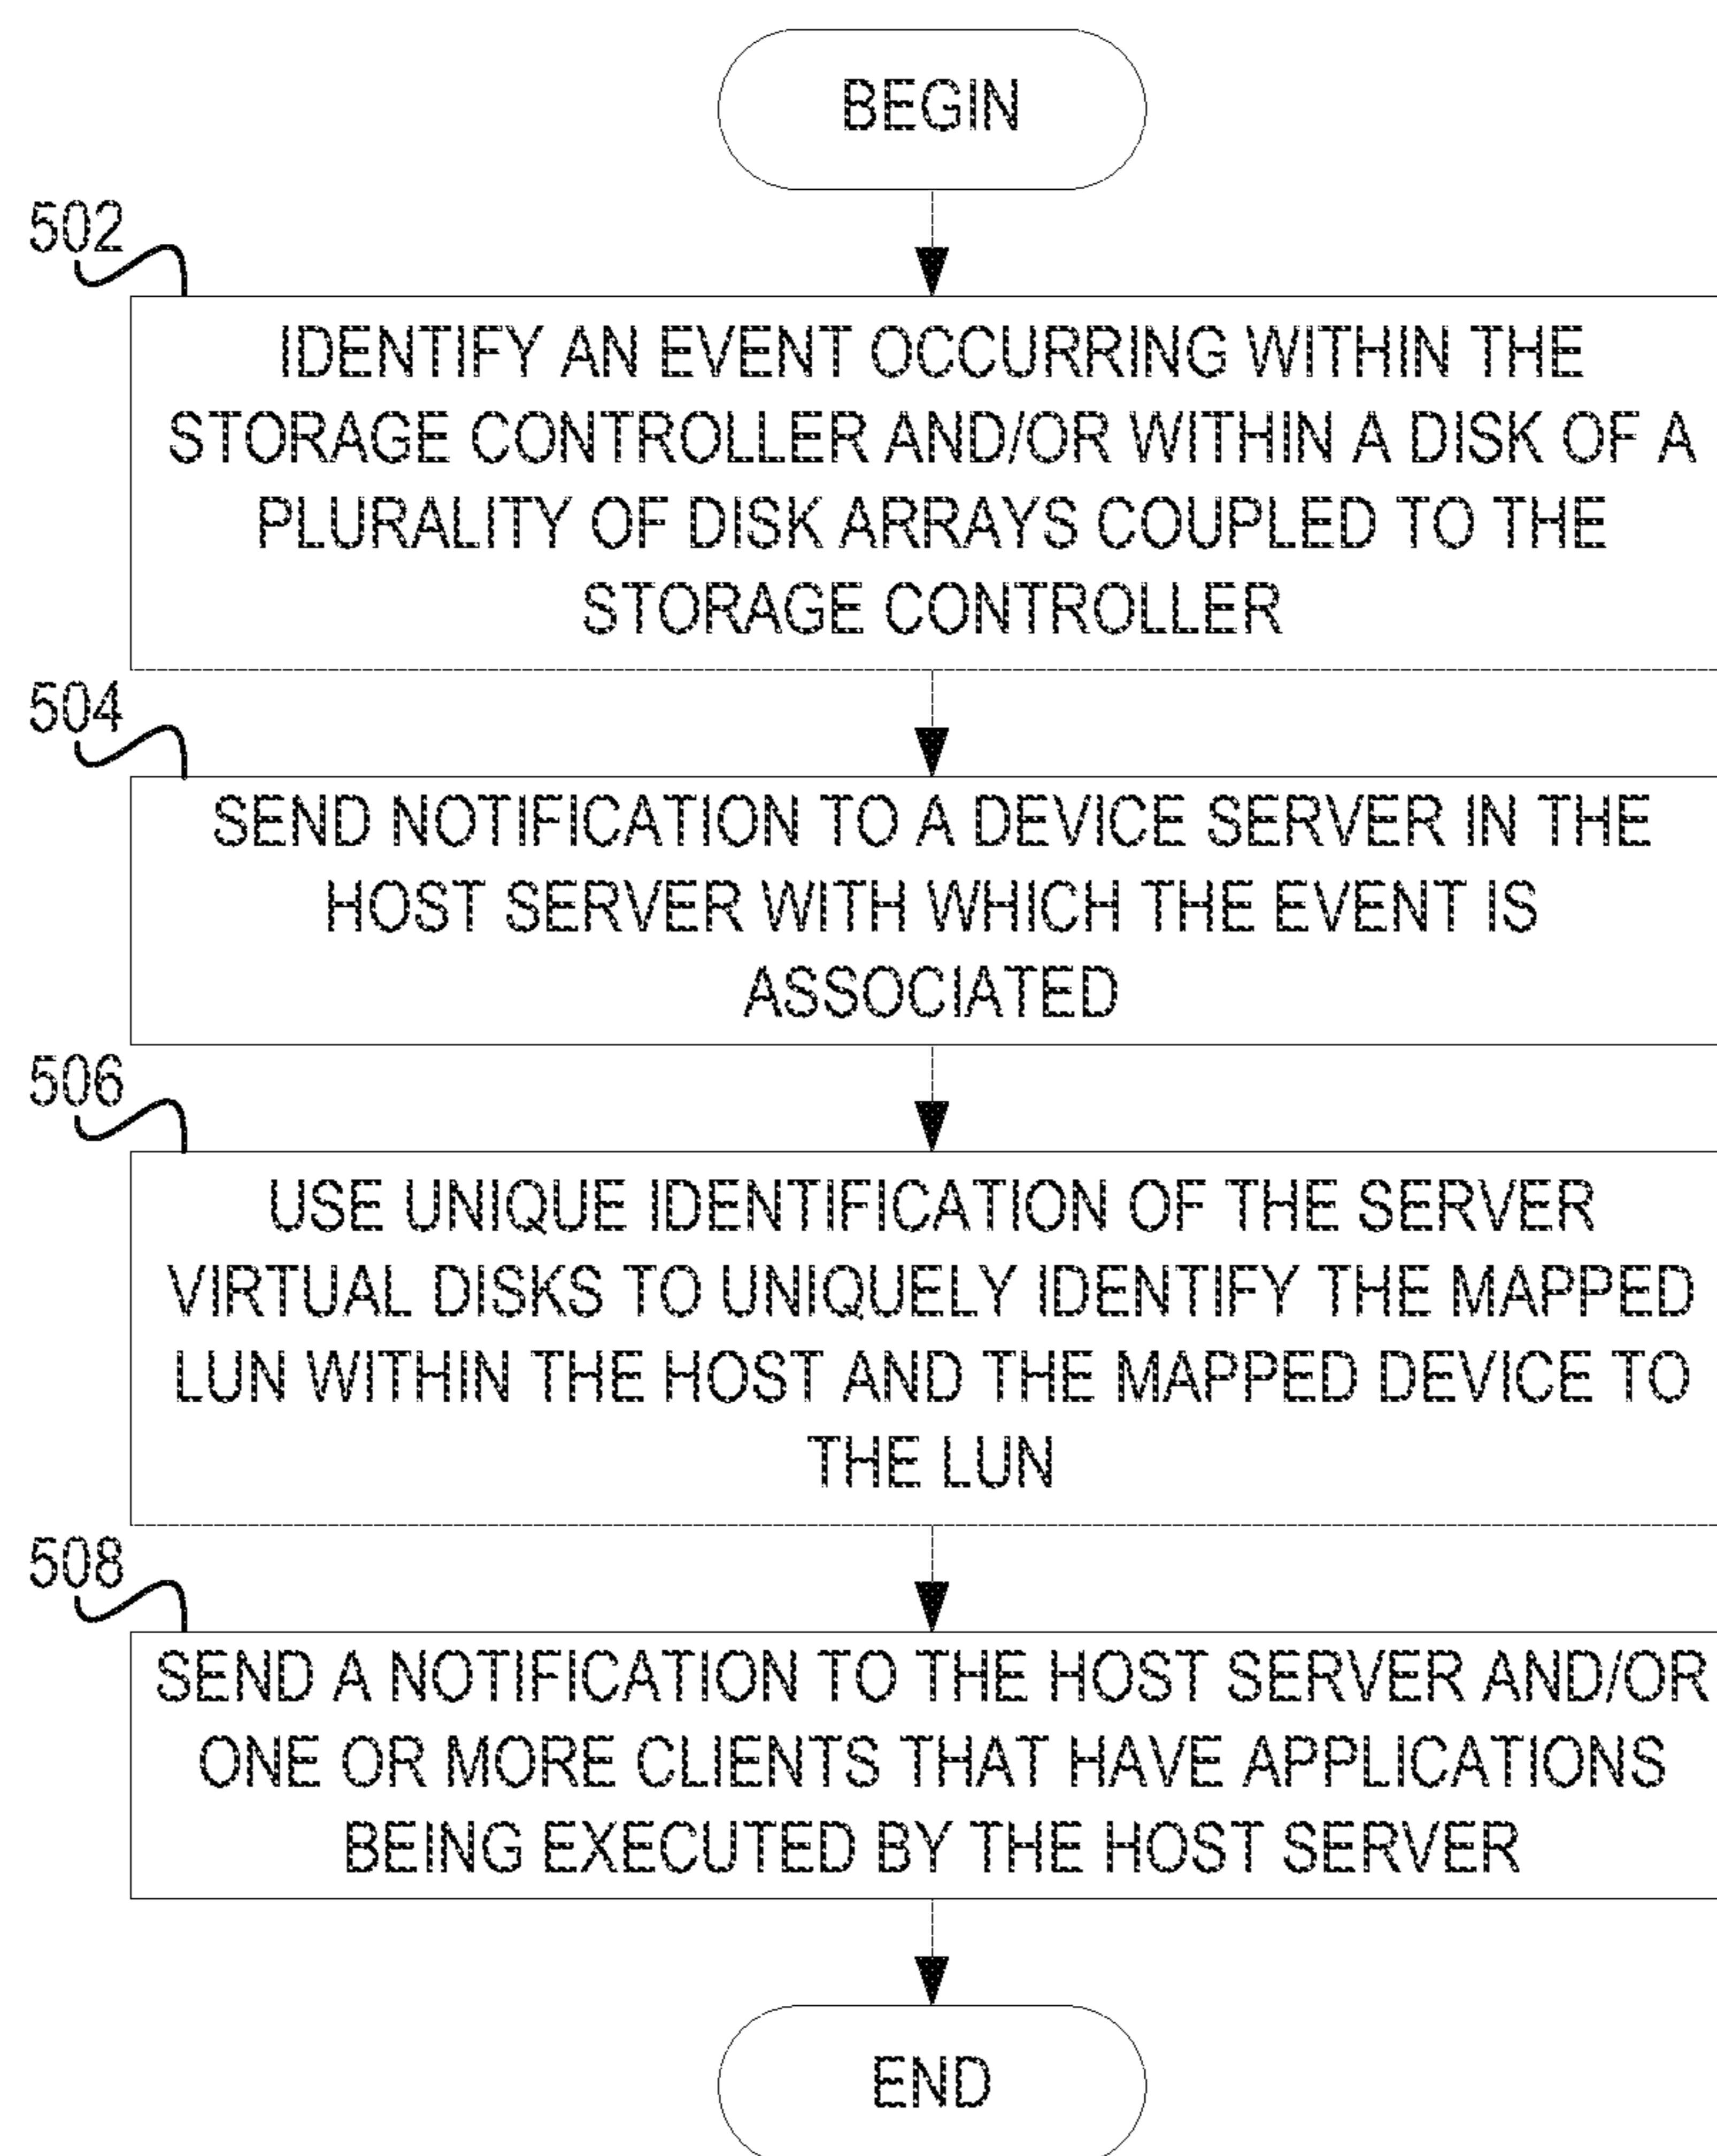 BEGIN
502
IDENTIFY AN EVENT OCCURRING WITHIN THE
STORAGE CONTROLLER AND/OR WITHIN A DISK OF A
PLURALITY OF DISK ARRAYS COUPLED TO THE
STORAGE CONTROLLER
504
SEND NOTIFICATION TO A DEVICE SERVER IN THE
HOST SERVER WITH WHICH THE EVENT IS
ASSOCIATED
506
USE UNIQUE IDENTIFICATION OF THE SERVER
VIRTUAL DISKS TO UNIQUELY IDENTIFY THE MAPPED
LUN WITHIN THE HOST AND THE MAPPED DEVICE TO
THE LUN
508
SEND A NOTIFICATION TO THE HOST SERVER AND/OR
ONE OR MORE CLIENTS THAT HAVE APPLICATIONS
BEING EXECUTED BY THE HOST SERVER
END